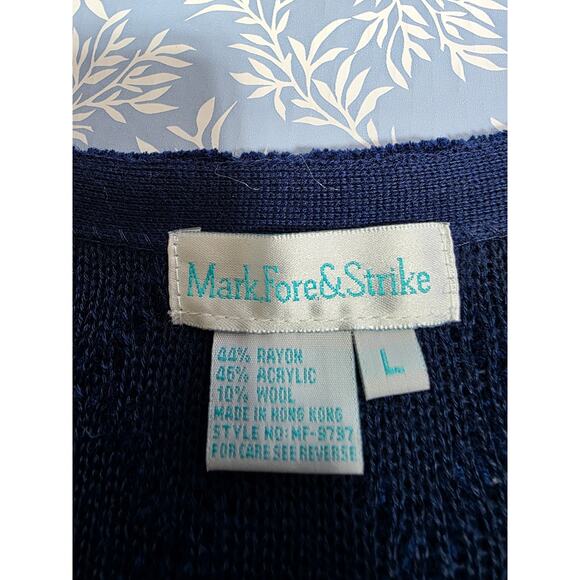 Mark,Fore&Strike
L
44% RAYON
46% ACRYLIC
10% WOOL
MADE IN HONG KONG
STYLE NO: MF-9797
FOR CARE SEE REVERSE